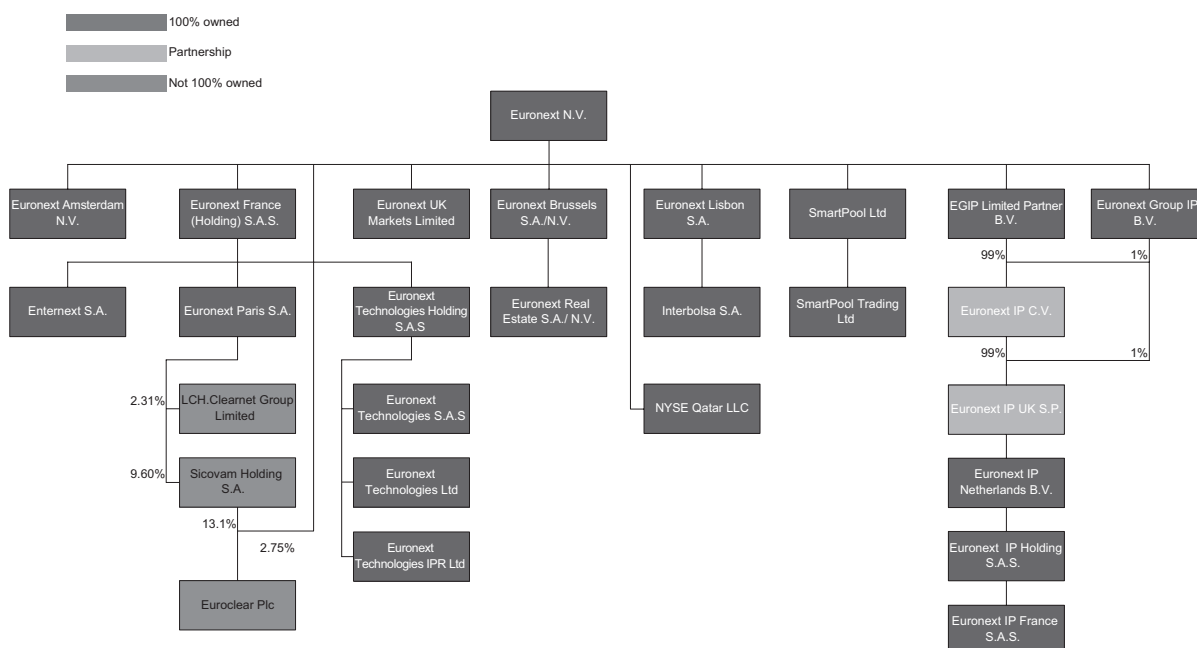 100% owned
Partnership
Not 100% owned
Euronext N.V.
Euronext Amsterdam
N.V.
Euronext France
(Holding) S.A.S.
Euronext UK
Markets Limited
Euronext Brussels
S.A./N.V.
Euronext Lisbon
S.A.
SmartPool Ltd
EGIP Limited Partner
B.V.
Euronext Group IP
B.V.
99%
1%
Enternext S.A.
Euronext Paris S.A.
Euronext
Technologies Holding
S.A.S
Euronext Real
Estate S.A./ N.V.
Interbolsa S.A.
SmartPool Trading
Ltd
Euronext IP C.V.
99%
1%
2.31%
LCH.Clearnet Group
Limited
Euronext
Technologies S.A.S
NYSE Qatar LLC
Euronext IP UK S.P.
9.60%
Sicovam Holding
S.A.
Euronext
Technologies Ltd
Euronext IP
Netherlands B.V.
13.1%
2.75%
Euronext
Technologies IPR Ltd
Euronext IP Holding
S.A.S.
Euroclear Plc
Euronext IP France
S.A.S.